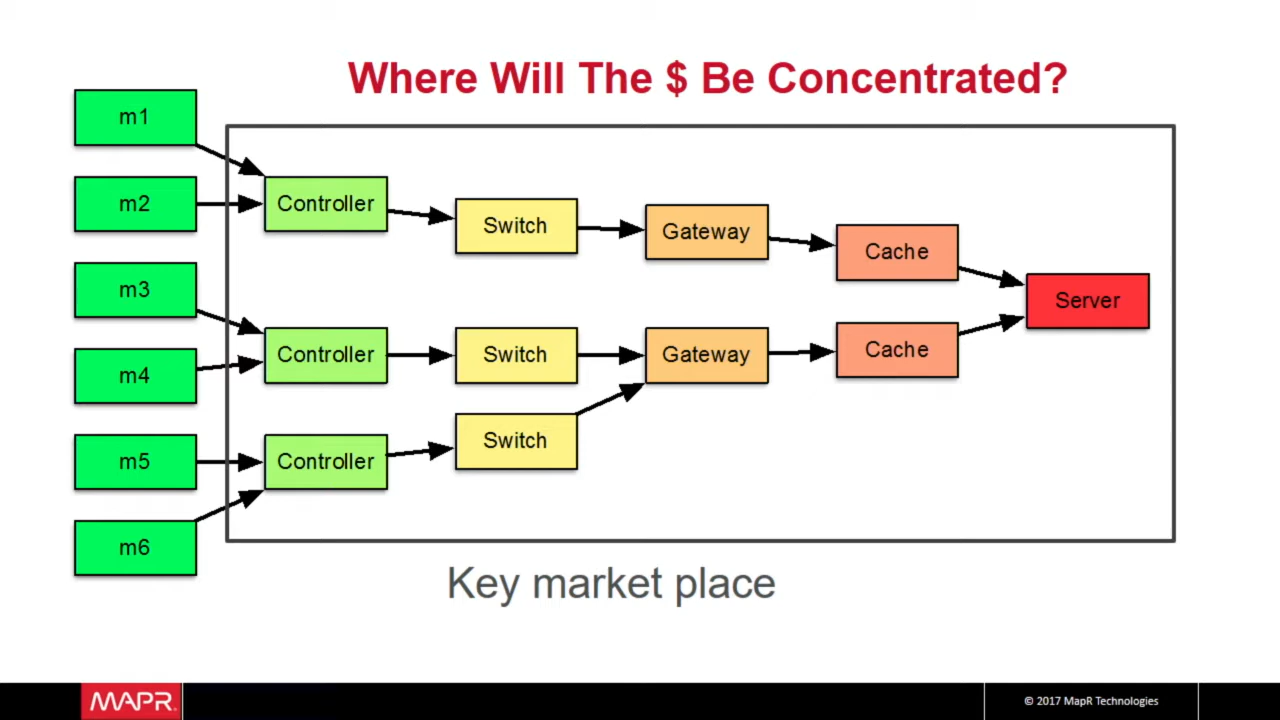 Where Will The $ Be Concentrated?
m1
m2
m3
m4
m5
m6
Controller
Controller
Controller
Switch
Switch
Switch
Gateway
Gateway
Cache
Cache
Server
Key market place
MAPR
© 2017 MapR Technologies